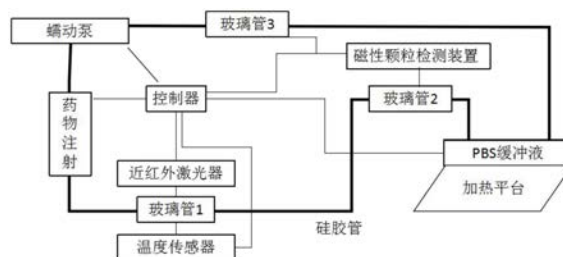 蠕动泵
玻璃管3
磁性颗粒检测装置
控制器
玻璃管2
药物注射
PBS缓冲液
近红外激光器
加热平台
玻璃管1
硅胶管
温度传感器